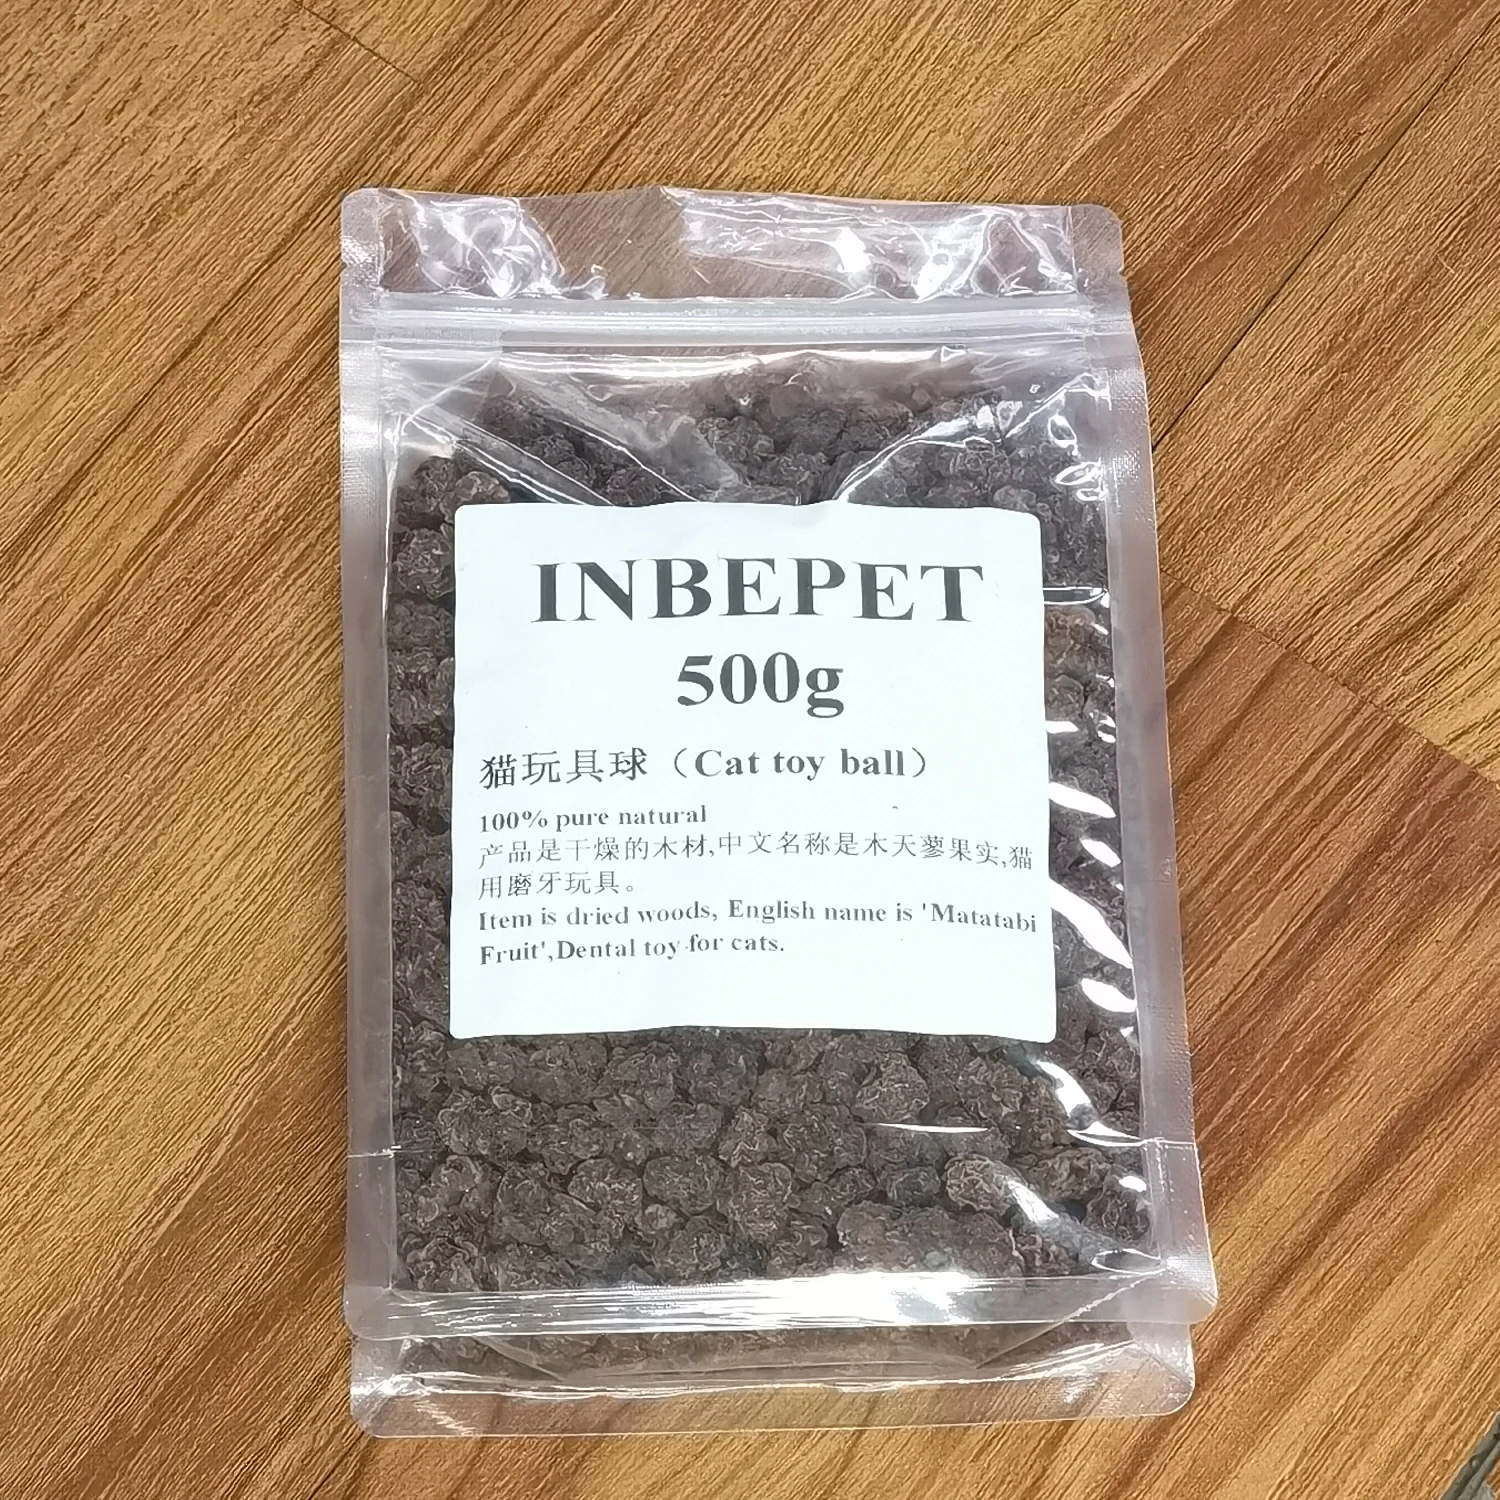 INBEPET
500g
猫玩具球（Cat toy ball）
100% pure natural
产品是干燥的木材,中文名称是木天蓼果实,猫
用磨牙玩具。
Item is dried woods, English name is 'Matatabi
Fruit',Dental toy for cats.